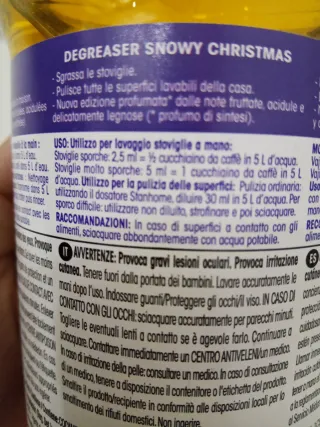 DEGREASER SNOWY CHRISTMAS
- Sgrassa le stoviglie.
- Pulisce tutte le superfici lavabili della casa.
- Nuova edizione profumata* dalle note fruttate, acidule e
delicatamente legnose (* profumo di sintesi).
USO: Utilizzo per lavaggio stoviglie a mano:
Stoviglie sporche: 2,5 ml = ½ cucchiaino da caffè in 5 L d'acqua.
Stoviglie molto sporche: 5 ml = 1 cucchiaino da caffè in 5 L
d'acqua. Utilizzo per la pulizia delle superfici: Pulizia ordinaria:
utilizzando il dosatore Stanhome, diluire 30 ml in 5 L d'acqua. Per
sporco difficile: utilizzare non diluito, strofinare e poi sciacquare.
RACCOMANDAZIONI: In caso di superfici a contatto con gli
alimenti, sciacquare abbondantemente con acqua potabile.
IT AVVERTENZE: Provoca gravi lesioni oculari. Provoca irritazione
cutanea. Tenere fuori dalla portata dei bambini. Lavare accuratamente le
mani dopo l'uso. Indossare guanti/Proteggere gli occhi/il viso. IN CASO DI
CONTATTO CON GLI OCCHI: sciacquare accuratamente per parecchi minuti.
Togliere le eventuali lenti a contatto se è agevole farlo. Continuare a
sciacquare. Contattare immediatamente un CENTRO ANTIVELENI/un medico.
In caso di irritazione della pelle: consultare un medico. In caso di consultazione
di un medico, tenere a disposizione il contenitore o l'etichetta del prodotto.
Smaltire il prodotto/recipiente in conformità alle disposizioni locali per lo
smaltimento dei rifiuti domestici. Non ingerire.
ES